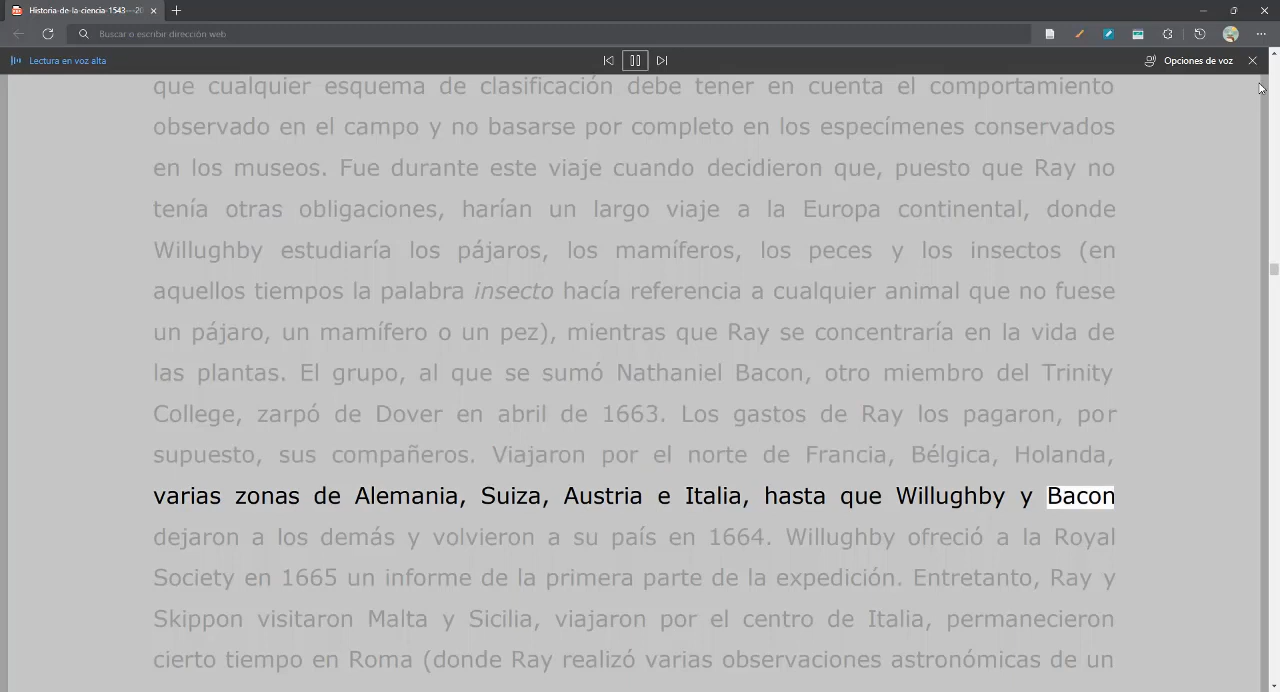 Historia-de-la-ciencia-1543---20
Buscar o escribir dirección web
Lectura en voz alta
Opciones de voz
que cualquier esquema de clasificación debe tener en cuenta el comportamiento
observado en el campo y no basarse por completo en los especímenes conservados
en los museos. Fue durante este viaje cuando decidieron que, puesto que Ray no
tenía otras obligaciones, harían un largo viaje a la Europa continental, donde
Willughby estudiaría los pájaros, los mamíferos, los peces y los insectos (en
aquellos tiempos la palabra insecto hacía referencia a cualquier animal que no fuese
un pájaro, un mamífero o un pez), mientras que Ray se concentraría en la vida de
las plantas. El grupo, al que se sumó Nathaniel Bacon, otro miembro del Trinity
College, zarpó de Dover en abril de 1663. Los gastos de Ray los pagaron, por
supuesto, sus compañeros. Viajaron por el norte de Francia, Bélgica, Holanda,
varias zonas de Alemania, Suiza, Austria e Italia, hasta que Willughby y Bacon
dejaron a los demás y volvieron a su país en 1664. Willughby ofreció a la Royal
Society en 1665 un informe de la primera parte de la expedición. Entretanto, Ray y
Skippon visitaron Malta y Sicilia, viajaron por el centro de Italia, permanecieron
cierto tiempo en Roma (donde Ray realizó varias observaciones astronómicas de un